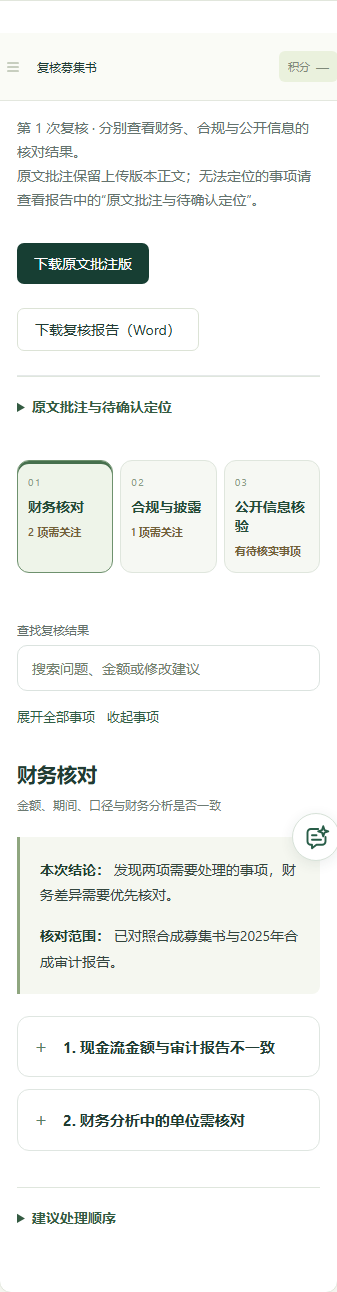 复核募集书
积分 —
第 1 次复核 · 分别查看财务、合规与公开信息的
核对结果。
原文批注保留上传版本正文；无法定位的事项请
查看报告中的“原文批注与待确认定位”。
下载原文批注版
下载复核报告（Word）
▶ 原文批注与待确认定位
01
财务核对
2 项需关注
02
合规与披露
1 项需关注
03
公开信息核
验
有待核实事项
查找复核结果
搜索问题、金额或修改建议
展开全部事项 收起事项
财务核对
金额、期间、口径与财务分析是否一致
本次结论： 发现两项需要处理的事项，财
务差异需要优先核对。
核对范围： 已对照合成募集书与2025年合
成审计报告。
+ 1. 现金流金额与审计报告不一致
+ 2. 财务分析中的单位需核对
▶ 建议处理顺序